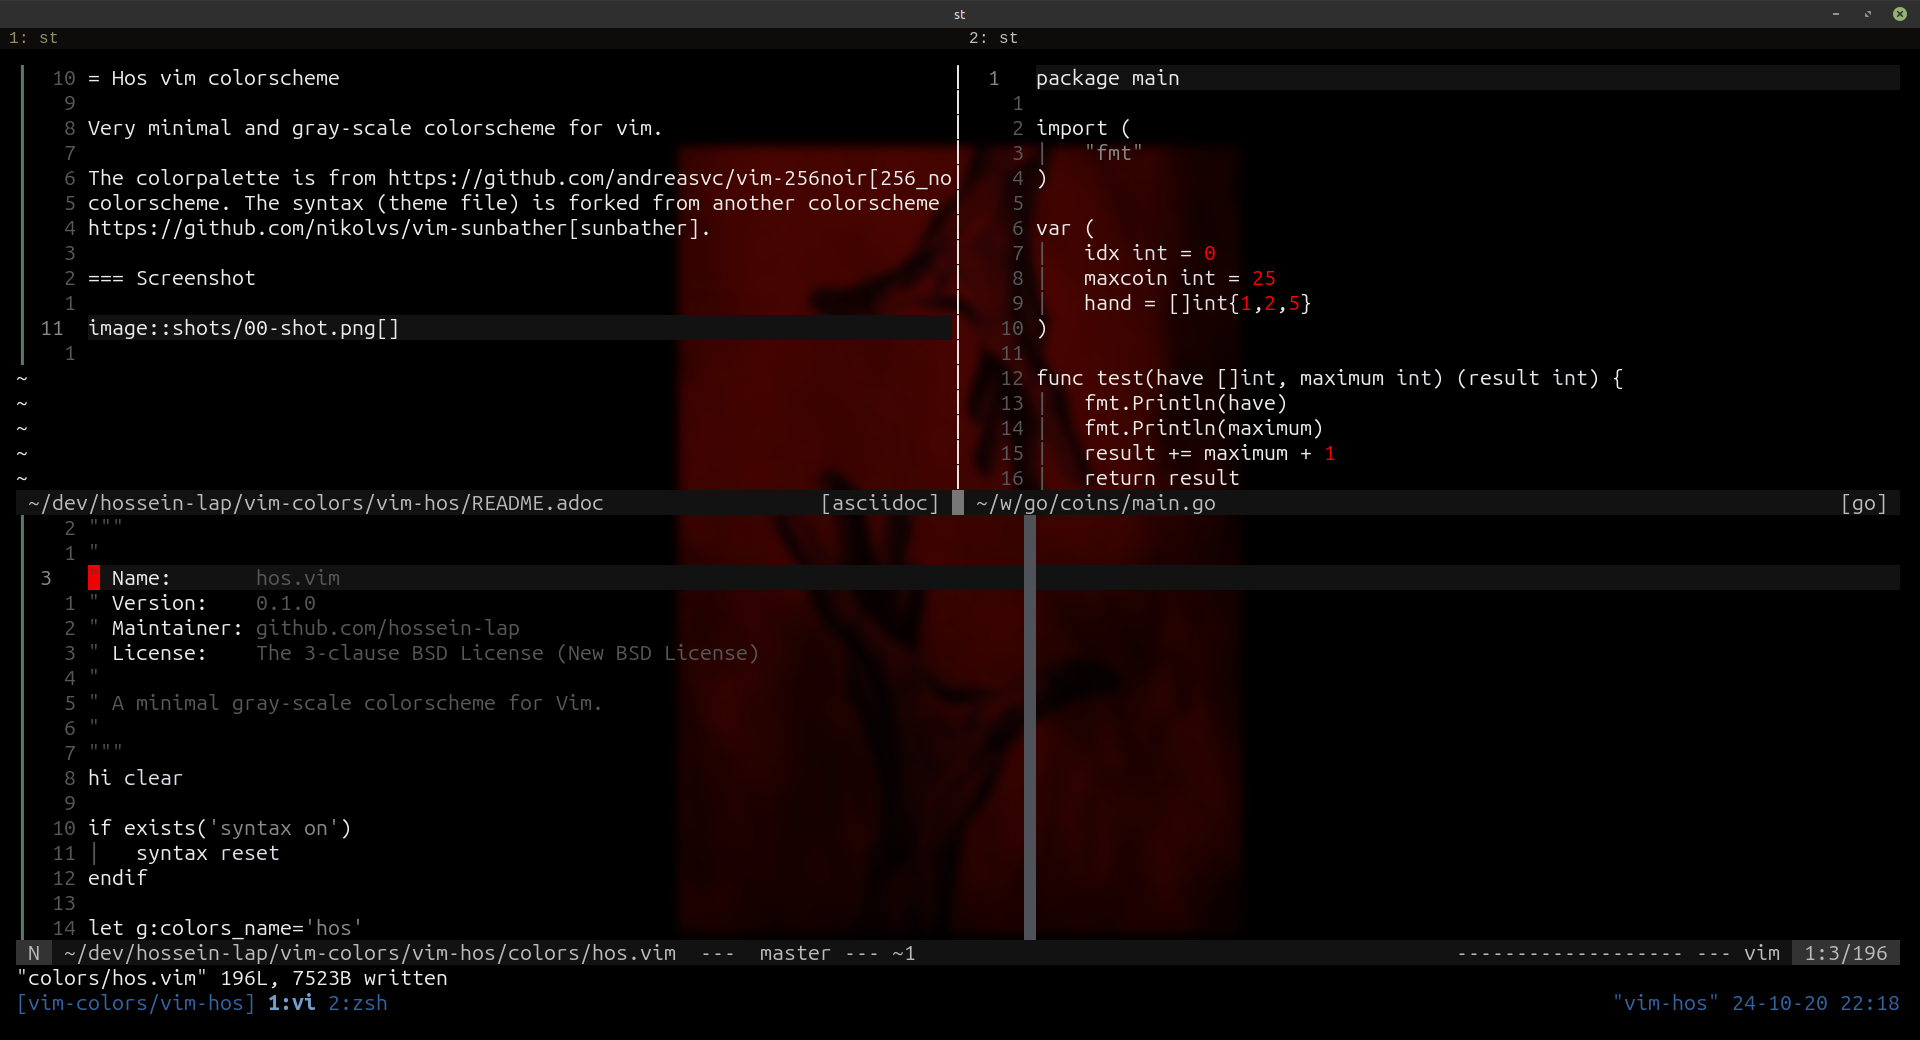 st
1: st
2: st
10 = Hos vim colorscheme
9
8 Very minimal and gray-scale colorscheme for vim.
7
6 The colorpalette is from https://github.com/andreasvc/vim-256noir[256_no
5 colorscheme. The syntax (theme file) is forked from another colorscheme
4 https://github.com/nikolvs/vim-sunbather[sunbather].
3
2 === Screenshot
1
11 image::shots/00-shot.png[]
1
~
~
~
~
~
~/dev/hossein-lap/vim-colors/vim-hos/README.adoc [asciidoc]
1 package main
1
2 import (
3 │ "fmt"
4 )
5
6 var (
7 │ idx int = 0
8 │ maxcoin int = 25
9 │ hand = []int{1,2,5}
10 )
11
12 func test(have []int, maximum int) (result int) {
13 │ fmt.Println(have)
14 │ fmt.Println(maximum)
15 │ result += maximum + 1
16 │ return result
~/w/go/coins/main.go [go]
2 """
1 "
3 " Name: hos.vim
1 " Version: 0.1.0
2 " Maintainer: github.com/hossein-lap
3 " License: The 3-clause BSD License (New BSD License)
4 "
5 " A minimal gray-scale colorscheme for Vim.
6 "
7 """
8 hi clear
9
10 if exists('syntax on')
11 │ syntax reset
12 endif
13
14 let g:colors_name='hos'
N ~/dev/hossein-lap/vim-colors/vim-hos/colors/hos.vim --- master --- ~1 ------------------- --- vim 1:3/196
"colors/hos.vim" 196L, 7523B written
[vim-colors/vim-hos] 1:vi 2:zsh "vim-hos" 24-10-20 22:18